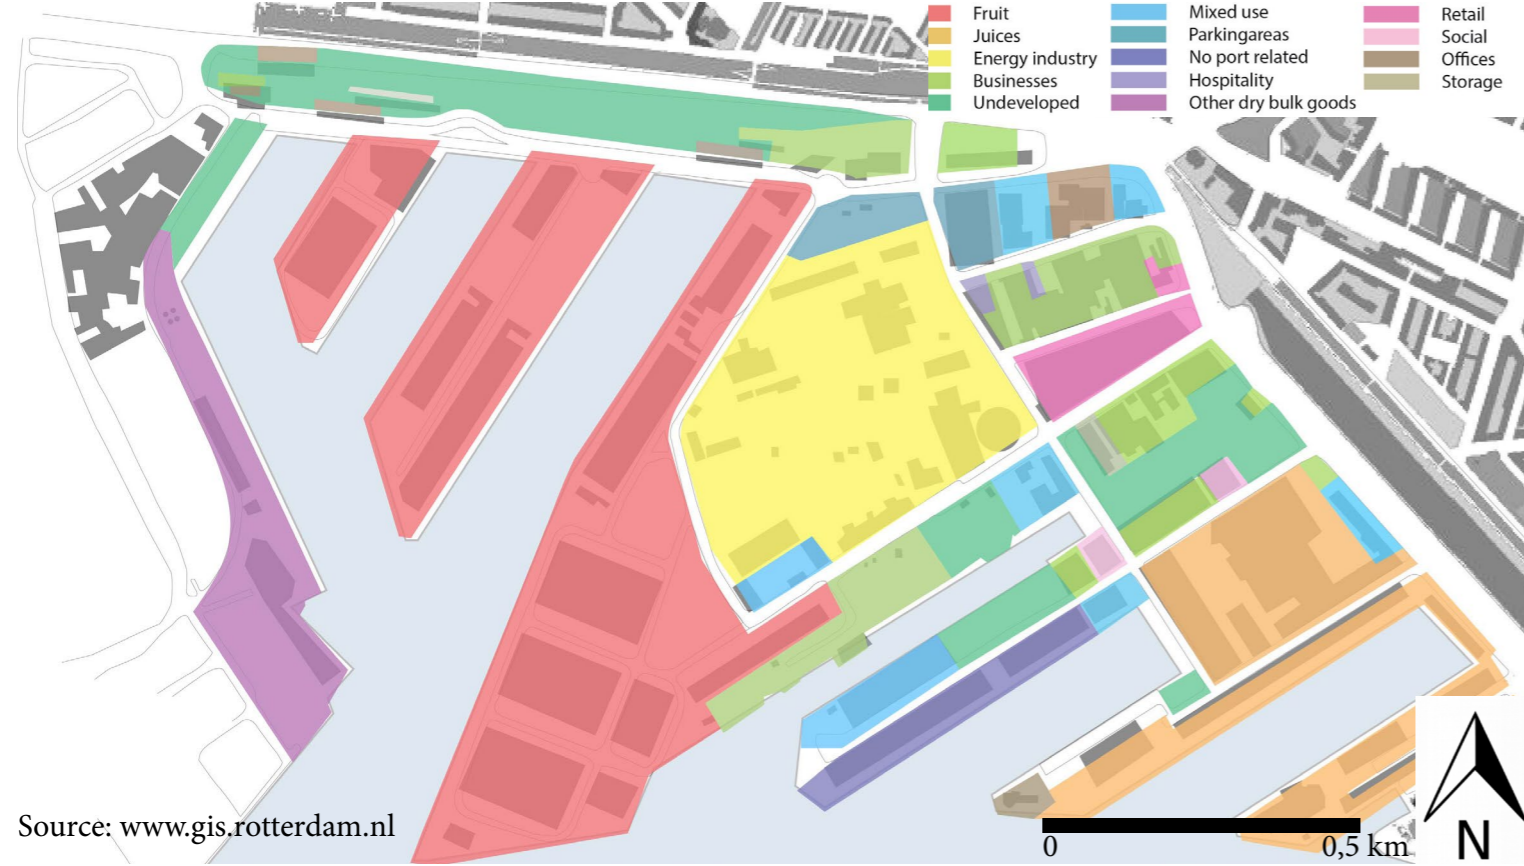 Fruit
Juices
Energy industry
Businesses
Undeveloped
Mixed use
Parkingareas
No port related
Hospitality
Other dry bulk goods
Retail
Social
Offices
Storage
Source: www.gis.rotterdam.nl
0
0,5 km
N